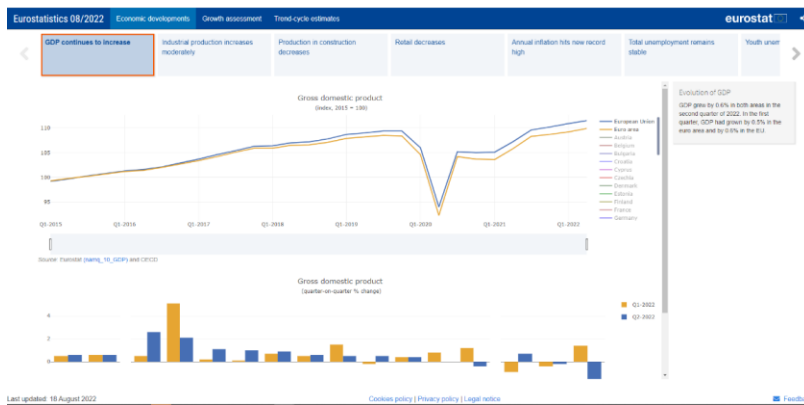 Eurostatistics 08/2022
Economic developments
Growth assessment
Trend-cycle estimates
eurostat
GDP continues to increase
Industrial production increases
moderately
Production in construction
decreases
Retail decreases
Annual inflation hits new record
high
Total unemployment remains
stable
Youth unem
Gross domestic product
(index, 2015 = 100)
110
105
100
95
Q1-2015
Q1-2016
Q1-2017
Q1-2018
Q1-2019
Q1-2020
Q1-2021
Q1-2022
European Union
Euro area
Austria
Belgium
Bulgaria
Croatia
Cyprus
Czechia
Denmark
Estonia
Finland
France
Germany
Evolution of GDP
GDP grew by 0.6% in both areas in the
second quarter of 2022. In the first
quarter, GDP had grown by 0.5% in the
euro area and by 0.6% in the EU.
Source: Eurostat (namq_10_GDP) and OECD
Gross domestic product
(quarter-on-quarter % change)
4
2
0
Q1-2022
Q2-2022
Last updated: 16 August 2022
Cookies policy | Privacy policy | Legal notice
Feedb